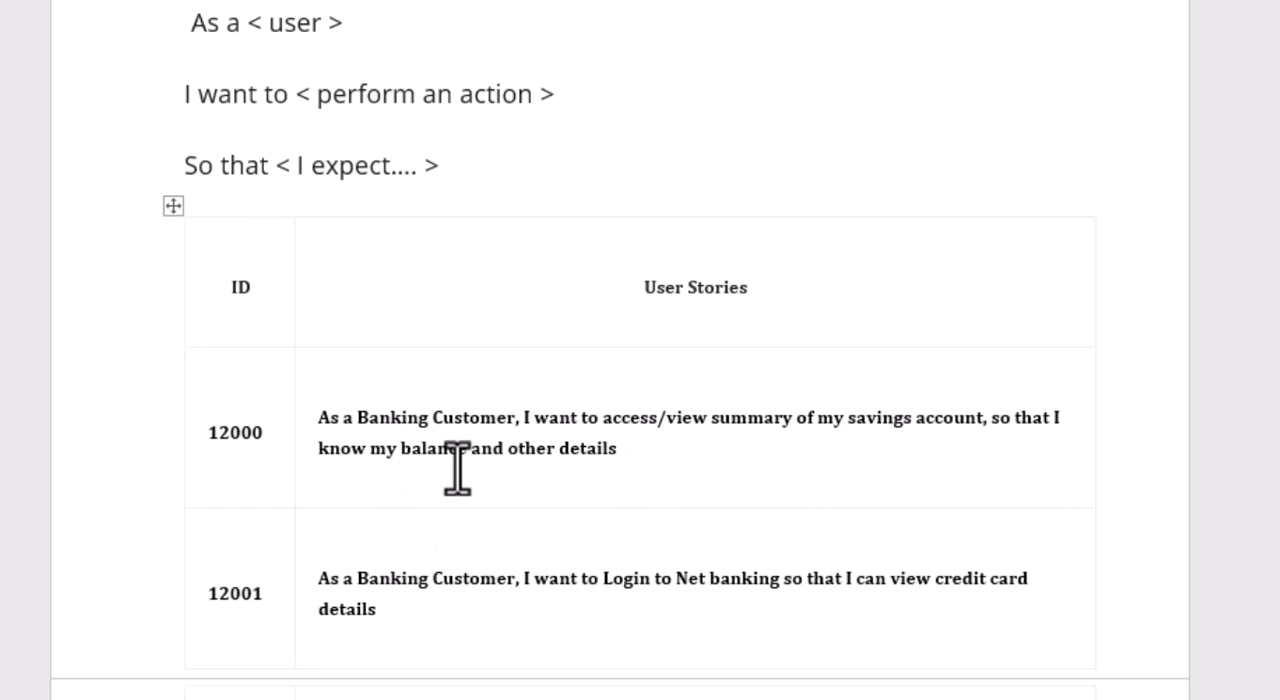 As a < user >
I want to < perform an action >
So that < I expect.... >
ID
User Stories
12000
As a Banking Customer, I want to access/view summary of my savings account, so that I
know my balance and other details
12001
As a Banking Customer, I want to Login to Net banking so that I can view credit card
details